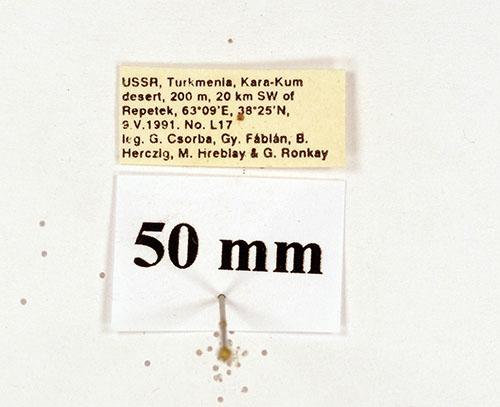 USSR, Turkmenia, Kara-Kum
desert, 200 m, 20 km SW of
Repetek, 63°09'E, 38°25'N,
9.V.1991. No. L17
leg. G. Csorba, Gy. Fábián, B.
Herczig, M. Hreblay & G. Ronkay
50 mm